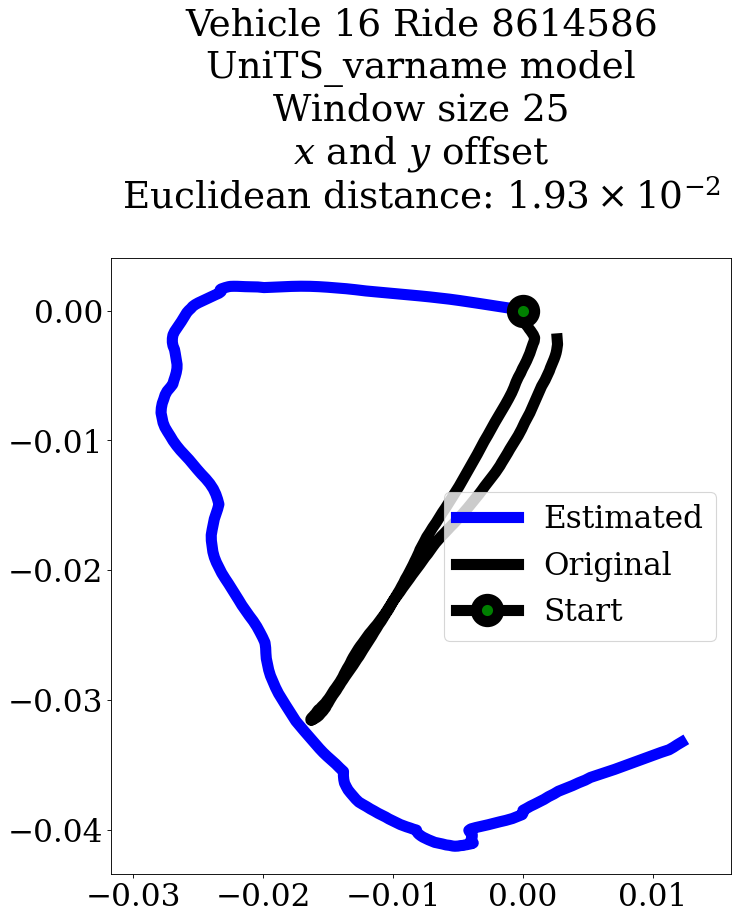 Vehicle 16 Ride 8614586
UniTS_varname model
Window size 25
x and y offset
Euclidean distance: 1.93 × 10⁻²
0.00
−0.01
−0.02
−0.03
−0.04
Estimated
Original
Start
−0.03 −0.02 −0.01 0.00 0.01